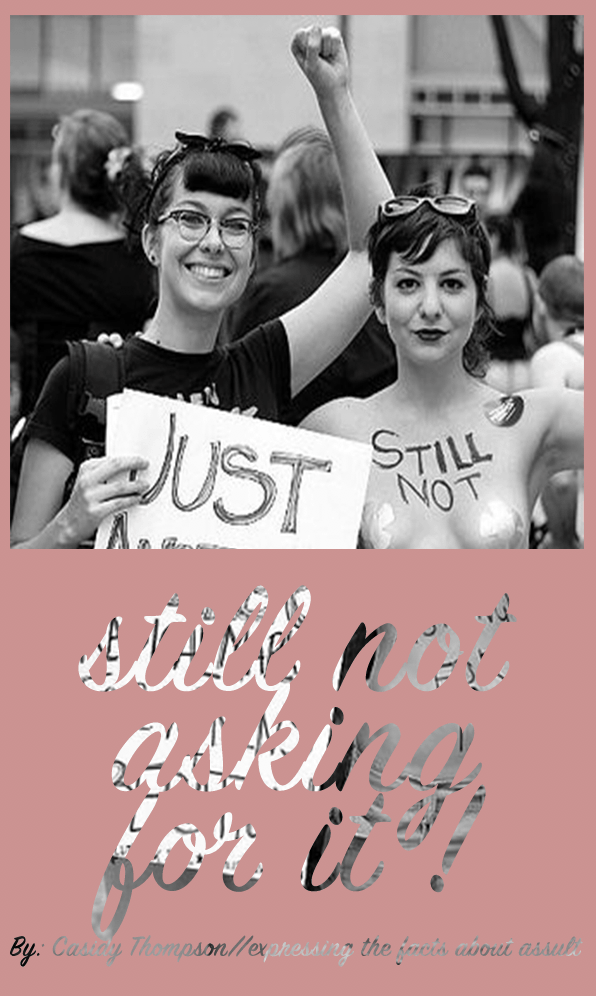 JUST
STILL
NOT
still not
asking
for it!
By: Cassey Thompson//expressing the facts about assult